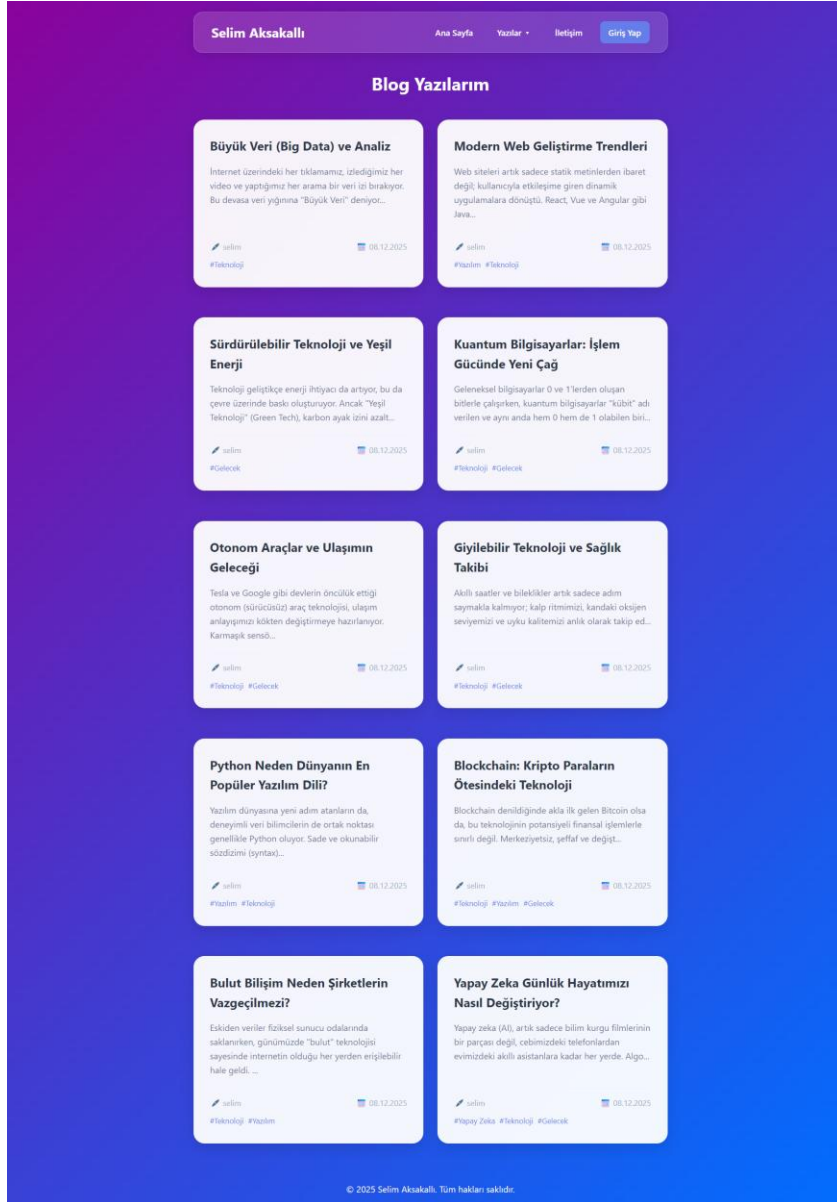 Selim Aksakallı
Ana Sayfa
Yazılar
İletişim
Giriş Yap
Blog Yazılarım
Büyük Veri (Big Data) ve Analiz
İnternet üzerindeki her tıklamamız, izlediğimiz her
video ve yaptığımız her arama bir veri izi bırakıyor.
Bu devasa veri yığınına "Büyük Veri" deniyor...
selim
08.12.2025
#Teknoloji
Modern Web Geliştirme Trendleri
Web siteleri artık sadece statik metinlerden ibaret
değil; kullanıcıyla etkileşime giren dinamik
uygulamalara dönüştü. React, Vue ve Angular gibi
Java...
selim
08.12.2025
#Yazılım #Teknoloji
Sürdürülebilir Teknoloji ve Yeşil
Enerji
Teknoloji geliştikçe enerji ihtiyacı da artıyor, bu da
çevre üzerinde baskı oluşturuyor. Ancak "Yeşil
Teknoloji" (Green Tech), karbon ayak izini azalt...
selim
08.12.2025
#Gelecek
Kuantum Bilgisayarlar: İşlem
Gücünde Yeni Çağ
Geleneksel bilgisayarlar 0 ve 1'lerden oluşan
bitlerle çalışırken, kuantum bilgisayarlar "kübit" adı
verilen ve aynı anda hem 0 hem de 1 olabilen biri...
selim
08.12.2025
#Teknoloji #Gelecek
Otonom Araçlar ve Ulaşımın
Geleceği
Tesla ve Google gibi devlerin öncülük ettiği
otonom (sürücüsüz) araç teknolojisi, ulaşım
anlayışımızı kökten değiştirmeye hazırlanıyor.
Karmaşık sensö...
selim
08.12.2025
#Teknoloji #Gelecek
Giyilebilir Teknoloji ve Sağlık
Takibi
Akıllı saatler ve bileklikler artık sadece adım
saymakla kalmıyor; kalp ritmimizi, kandaki oksijen
seviyemizi ve uyku kalitemizi anlık olarak takip ed...
selim
08.12.2025
#Teknoloji #Gelecek
Python Neden Dünyanın En
Popüler Yazılım Dili?
Yazılım dünyasına yeni adım atanların da,
deneyimli veri bilimcilerin de ortak noktası
genellikle Python oluyor. Sade ve okunabilir
sözdizimi (syntax)...
selim
08.12.2025
#Yazılım #Teknoloji
Blockchain: Kripto Paraların
Ötesindeki Teknoloji
Blockchain denildiğinde akla ilk gelen Bitcoin olsa
da, bu teknolojinin potansiyeli finansal işlemlerle
sınırlı değil. Merkeziyetsiz, şeffaf ve değişt...
selim
08.12.2025
#Teknoloji #Yazılım #Gelecek
Bulut Bilişim Neden Şirketlerin
Vazgeçilmezi?
Eskiden veriler fiziksel sunucu odalarında
saklanırken, günümüzde "bulut" teknolojisi
sayesinde internetin olduğu her yerden erişilebilir
hale geldi. ...
selim
08.12.2025
#Teknoloji #Yazılım
Yapay Zeka Günlük Hayatımızı
Nasıl Değiştiriyor?
Yapay zeka (AI), artık sadece bilim kurgu filmlerinin
bir parçası değil, cebimizdeki telefonlardan
evimizdeki akıllı asistanlara kadar her yerde. Algo...
selim
08.12.2025
#Yapay Zeka #Teknoloji #Gelecek
© 2025 Selim Aksakallı. Tüm hakları saklıdır.